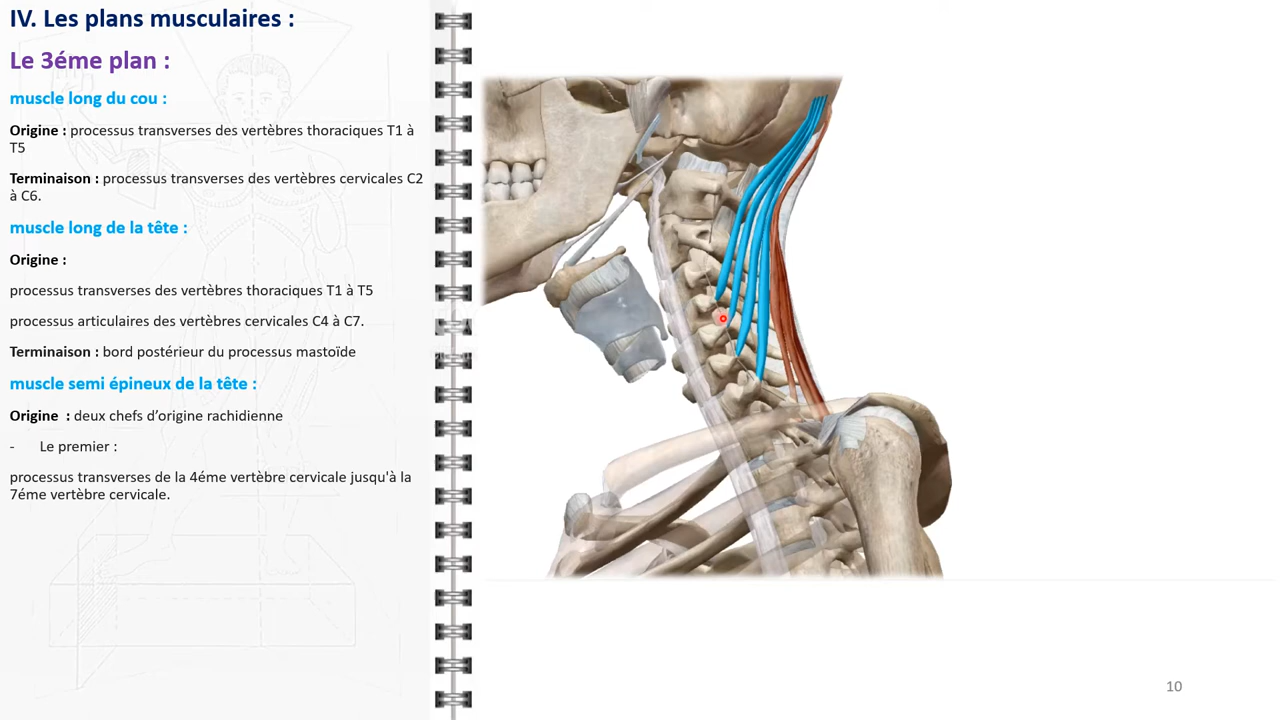 IV. Les plans musculaires :
Le 3éme plan :
muscle long du cou :
Origine : processus transverses des vertèbres thoraciques T1 à
T5
Terminaison : processus transverses des vertèbres cervicales C2
à C6.
muscle long de la tête :
Origine :
processus transverses des vertèbres thoraciques T1 à T5
processus articulaires des vertèbres cervicales C4 à C7.
Terminaison : bord postérieur du processus mastoïde
muscle semi épineux de la tête :
Origine : deux chefs d’origine rachidienne
- Le premier :
processus transverses de la 4éme vertèbre cervicale jusqu'à la
7éme vertèbre cervicale.
10